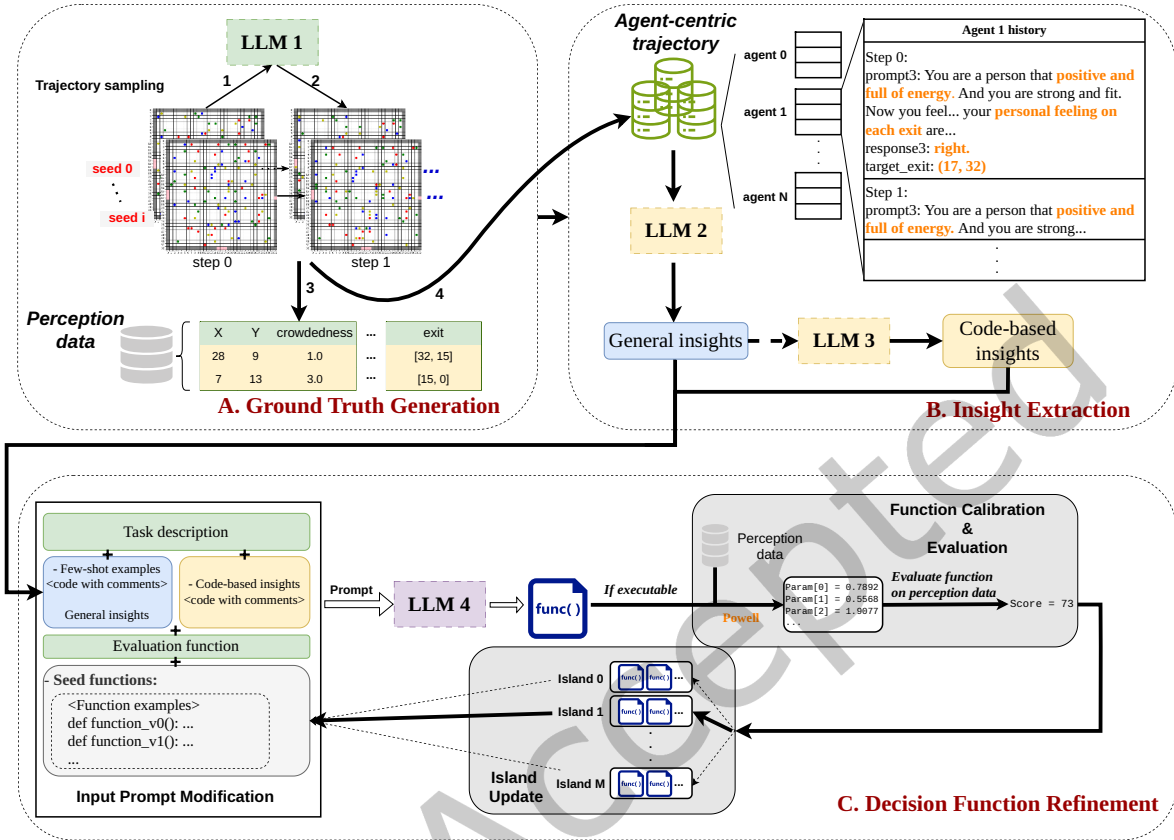 LLM 1
1
2
Trajectory sampling
seed 0
seed i
...
...
step 0
step 1
3
4
Perception
data
X Y crowdedness ... exit
28 9 1.0 ... [32, 15]
7 13 3.0 ... [15, 0]
A. Ground Truth Generation
Agent-centric
trajectory
agent 0
agent 1
agent N
Agent 1 history
Step 0:
prompt3: You are a person that positive and
full of energy. And you are strong and fit.
Now you feel... your personal feeling on
each exit are...
response3: right.
target_exit: (17, 32)
Step 1:
prompt3: You are a person that positive and
full of energy. And you are strong...
LLM 2
General insights
LLM 3
Code-based
insights
B. Insight Extraction
Task description
+ +
- Few-shot examples
<code with comments>
General insights
- Code-based insights
<code with comments>
+
Evaluation function
+
- Seed functions:
<Function examples>
def function_v0(): ...
def function_v1(): ...
...
Input Prompt Modification
Prompt
LLM 4
func( )
If executable
Perception
data
Powell
Function Calibration
&
Evaluation
Param[0] = 0.7892
Param[1] = 0.5568
Param[2] = 1.9077
...
Evaluate function
on perception data
Score = 73
Island 0
func( ) func( ) ...
Island 1
func( ) func( ) ...
Island M
func( ) func( ) ...
Island
Update
C. Decision Function Refinement
Accepted